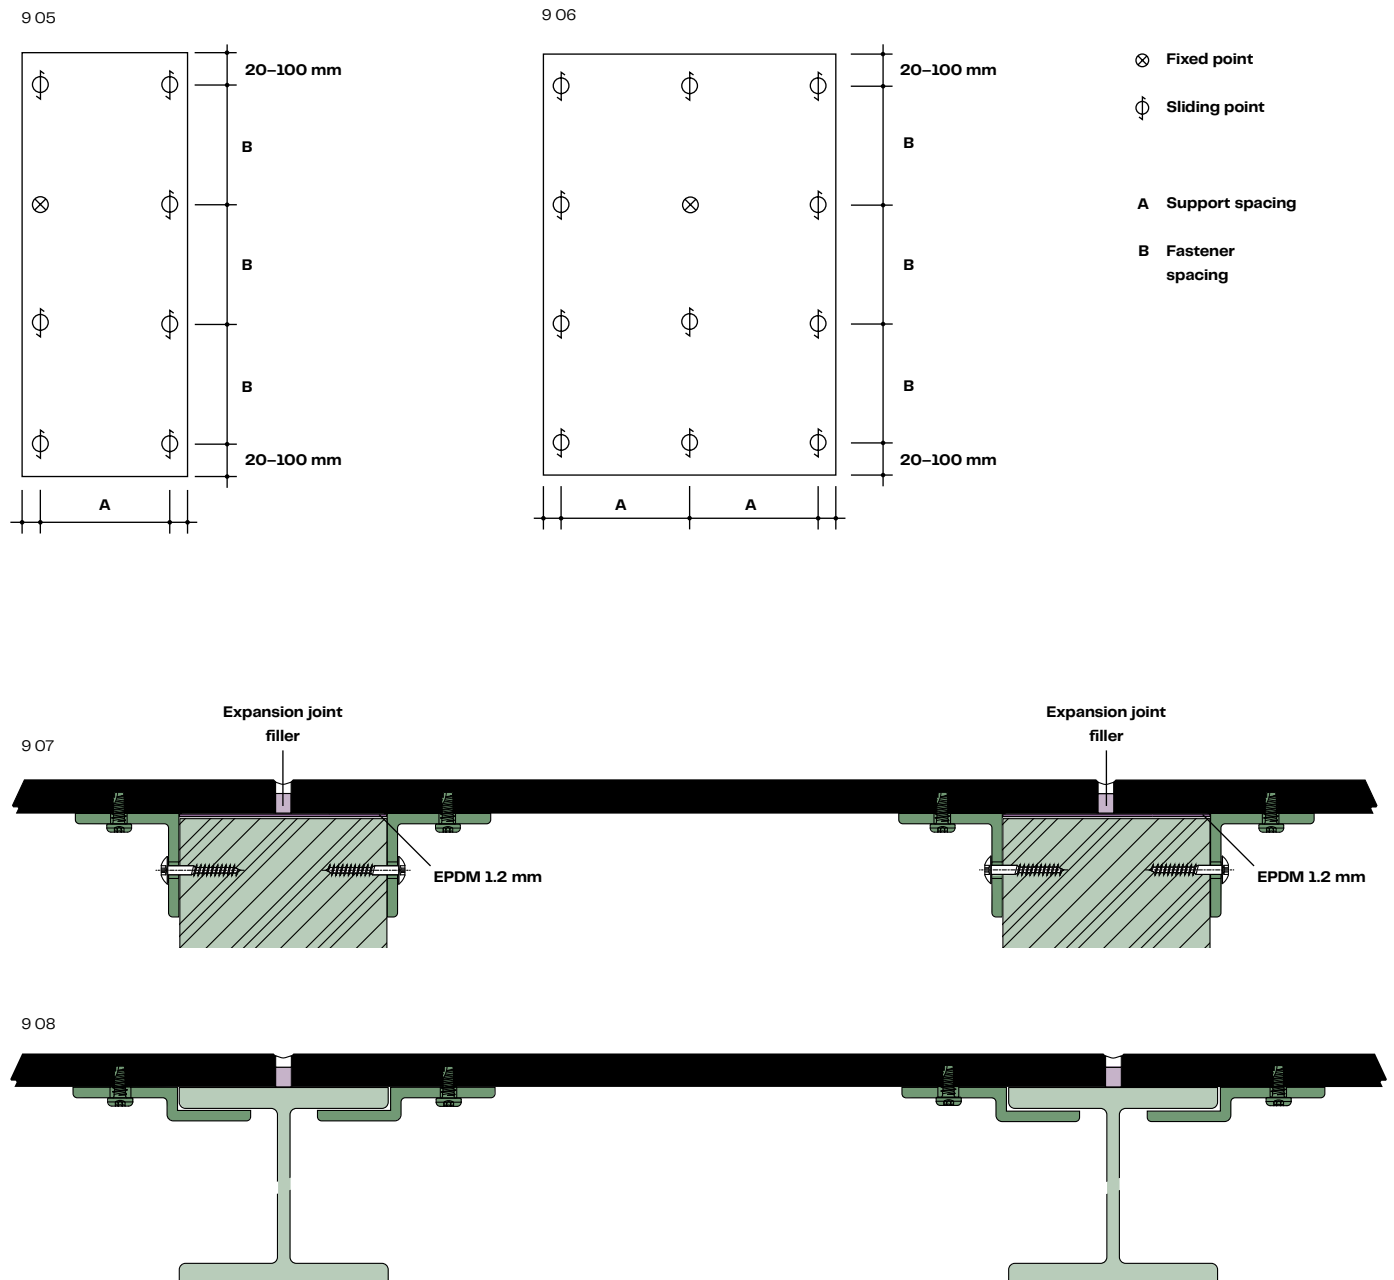 9 05
20–100 mm
B
B
B
20–100 mm
A
9 06
20–100 mm
B
B
B
20–100 mm
A
A
Fixed point
Sliding point
A Support spacing
B Fastener
spacing
9 07
Expansion joint
filler
EPDM 1.2 mm
Expansion joint
filler
EPDM 1.2 mm
9 08